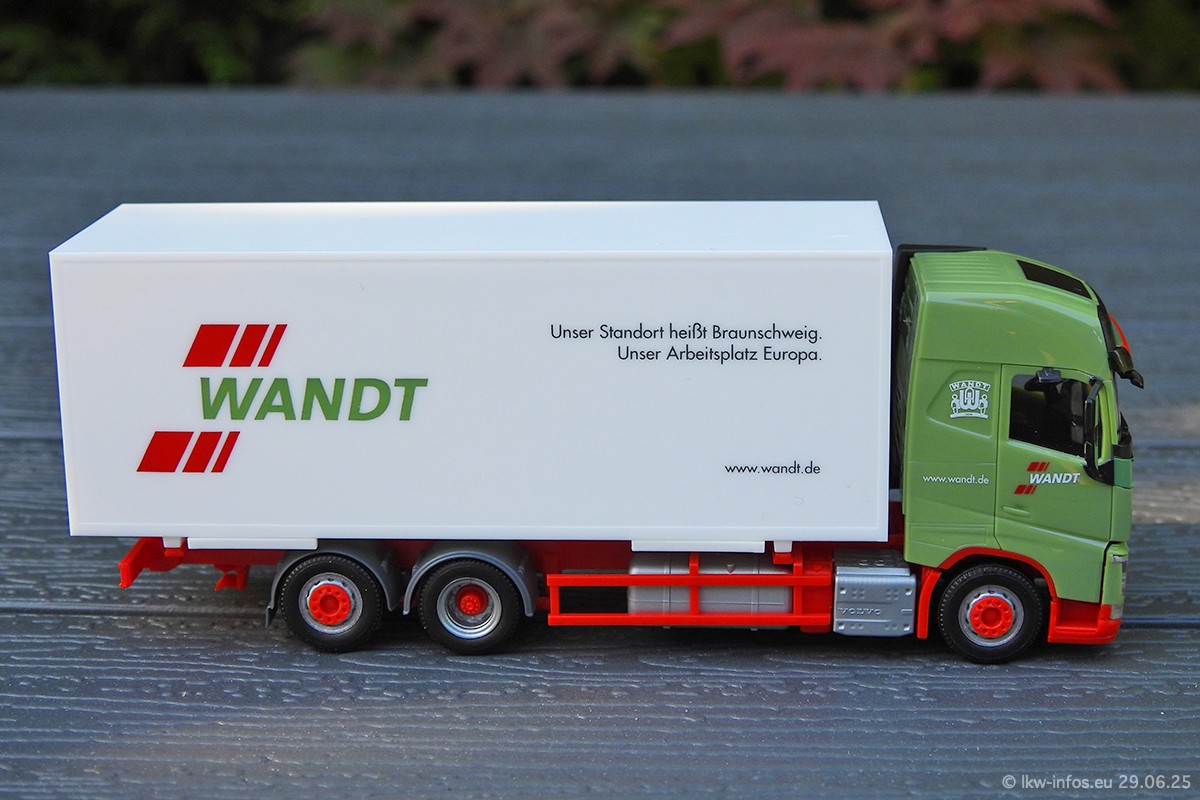 WANDT
Unser Standort heißt Braunschweig.
Unser Arbeitsplatz Europa.
www.wandt.de
WANDT
www.wandt.de
WANDT
VOLVO
© lkw-infos.eu 29.06.25